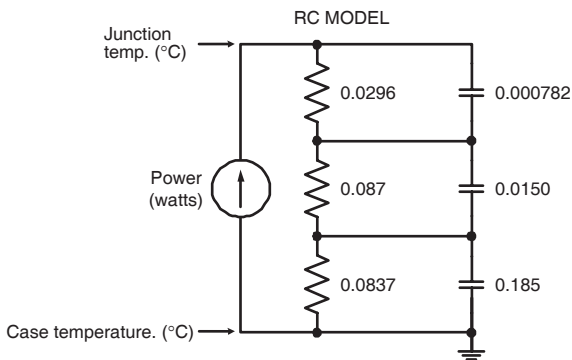 RC MODEL
Junction
temp. (°C)
0.0296
0.000782
Power
(watts)
0.087
0.0150
0.0837
0.185
Case temperature. (°C)